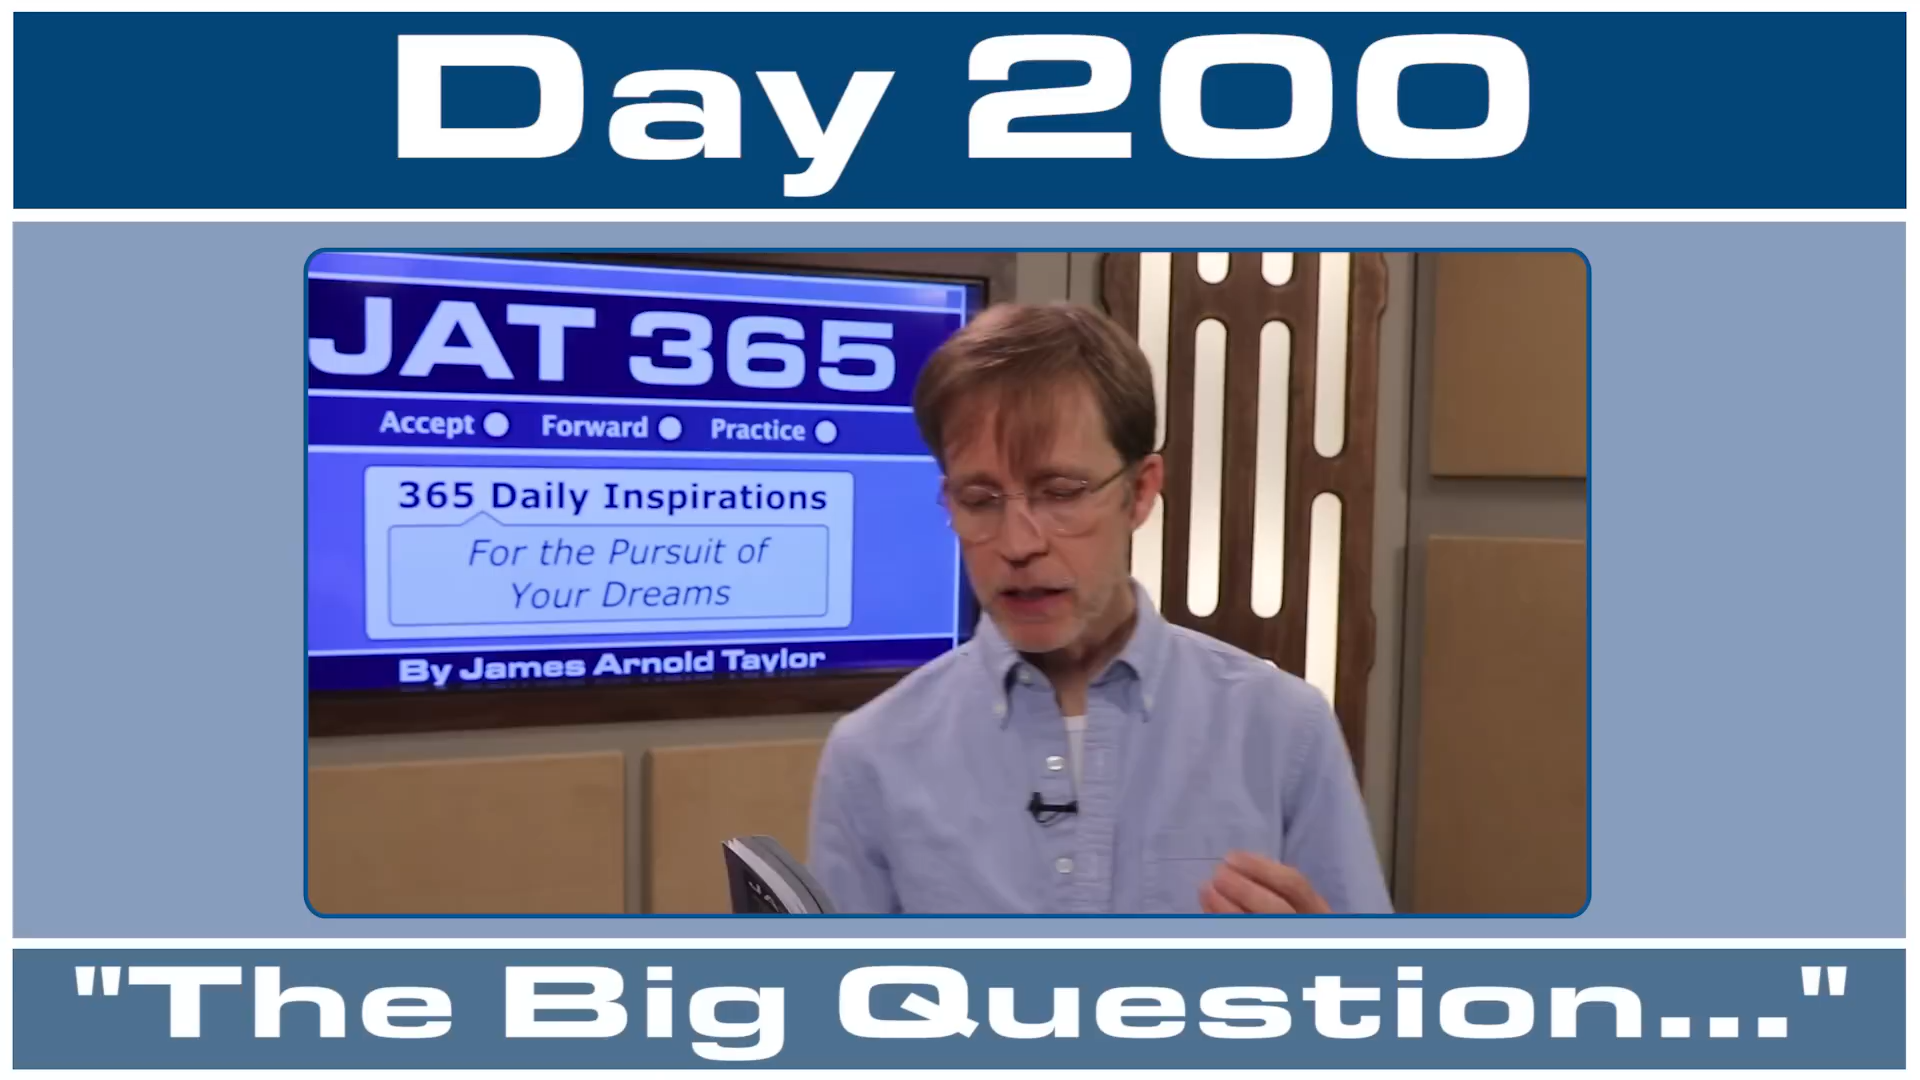 Day 200
JAT 365
Accept Forward Practice
365 Daily Inspirations
For the Pursuit of
Your Dreams
By James Arnold Taylor
"The Big Question..."